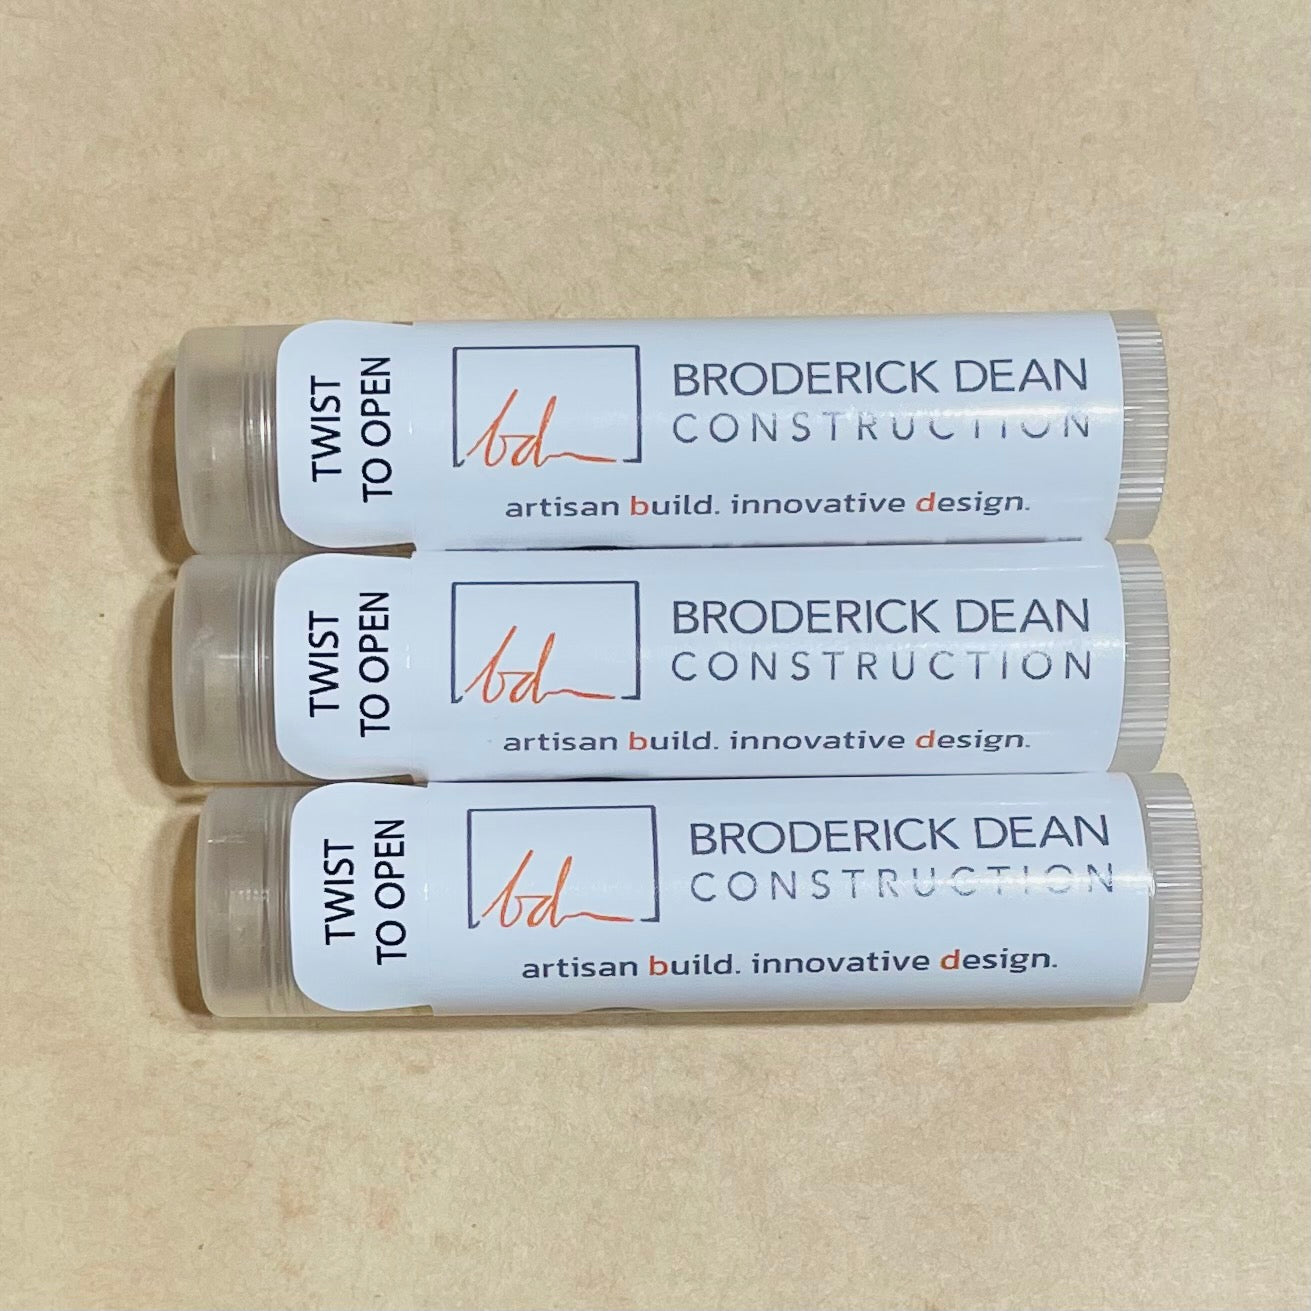 TWIST
TO OPEN
bd
BRODERICK DEAN
CONSTRUCTION
artisan build. innovative design.
TWIST
TO OPEN
bd
BRODERICK DEAN
CONSTRUCTION
artisan build. innovative design.
TWIST
TO OPEN
bd
BRODERICK DEAN
CONSTRUCTION
artisan build. innovative design.